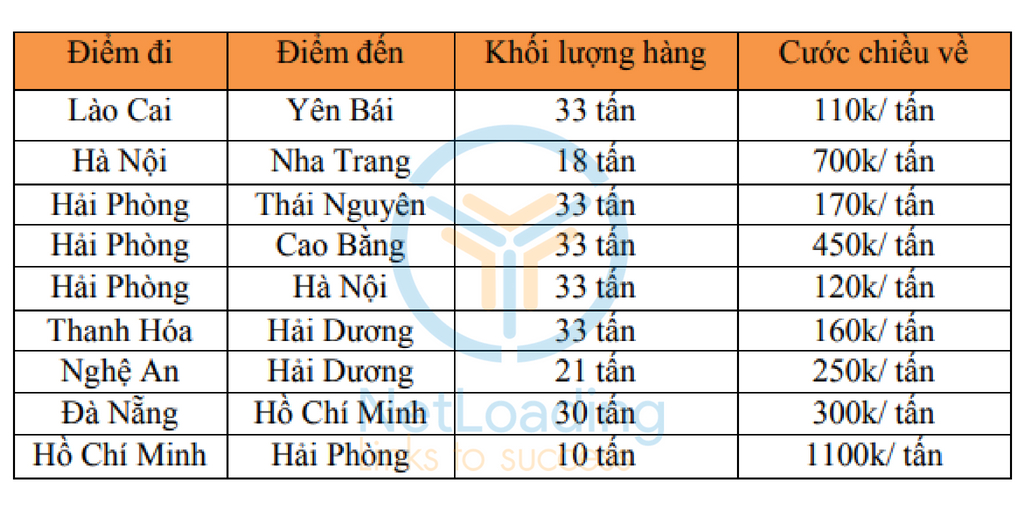 Điểm đi Điểm đến Khối lượng hàng Cước chiều về
Lào Cai Yên Bái 33 tấn 110k/ tấn
Hà Nội Nha Trang 18 tấn 700k/ tấn
Hải Phòng Thái Nguyên 33 tấn 170k/ tấn
Hải Phòng Cao Bằng 33 tấn 450k/ tấn
Hải Phòng Hà Nội 33 tấn 120k/ tấn
Thanh Hóa Hải Dương 33 tấn 160k/ tấn
Nghệ An Hải Dương 21 tấn 250k/ tấn
Đà Nẵng Hồ Chí Minh 30 tấn 300k/ tấn
Hồ Chí Minh Hải Phòng 10 tấn 1100k/ tấn
NetLoading
Links to success